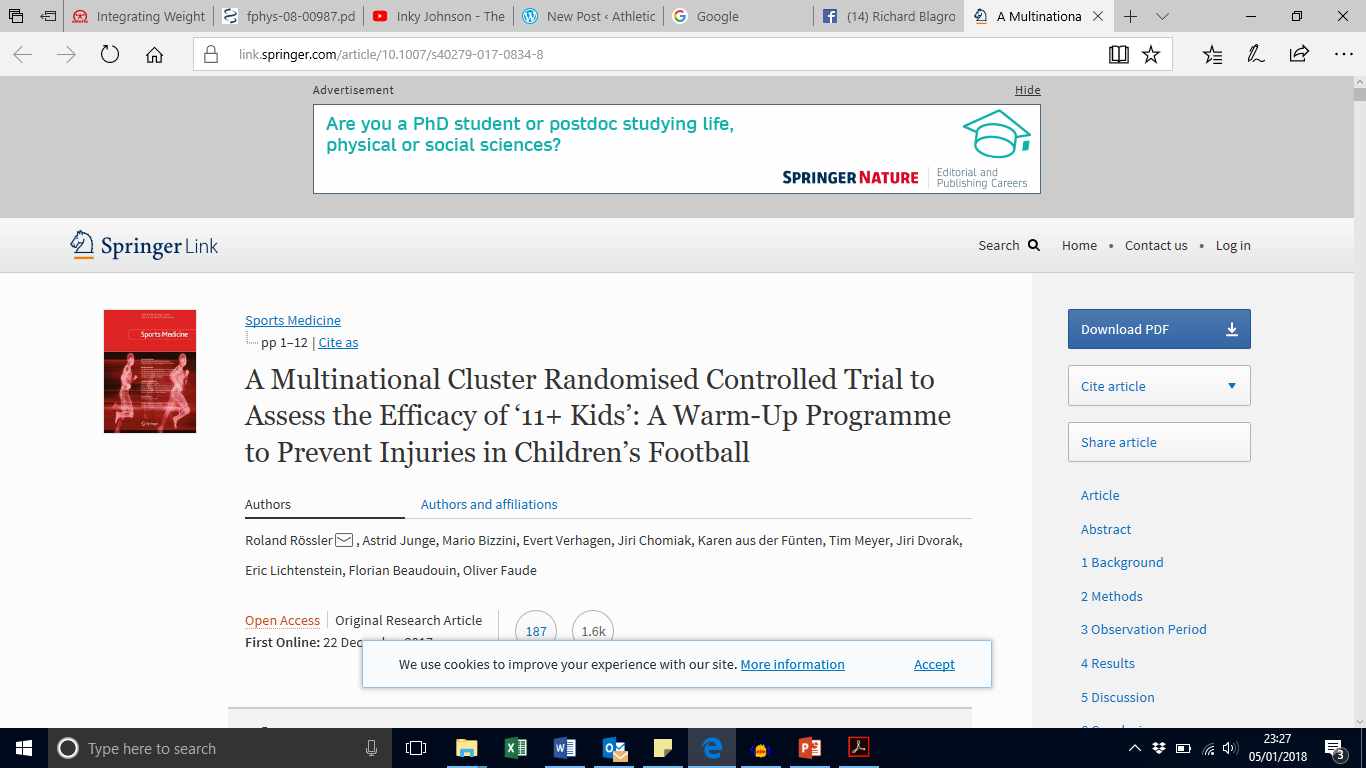 Integrating Weight
fphys-08-00987.pd
Inky Johnson - The
New Post ‹ Athletic
Google
(14) Richard Blagro
A Multinationa
link.springer.com/article/10.1007/s40279-017-0834-8
Advertisement
Hide
Are you a PhD student or postdoc studying life,
physical or social sciences?
SPRINGER NATURE
Editorial and
Publishing Careers
Springer Link
Search
Home • Contact us • Log in
Sports Medicine
Springer
Sports Medicine
pp 1–12 | Cite as
A Multinational Cluster Randomised Controlled Trial to
Assess the Efficacy of ‘11+ Kids’: A Warm-Up Programme
to Prevent Injuries in Children’s Football
Authors
Authors and affiliations
Roland Rössler , Astrid Junge, Mario Bizzini, Evert Verhagen, Jiri Chomiak, Karen aus der Fünten, Tim Meyer, Jiri Dvorak,
Eric Lichtenstein, Florian Beaudouin, Oliver Faude
Open Access
Original Research Article
187
1.6k
First Online: 22
We use cookies to improve your experience with our site. More information
Accept
Download PDF
Cite article
Share article
Article
Abstract
1 Background
2 Methods
3 Observation Period
4 Results
5 Discussion
Type here to search
23:27
05/01/2018
3